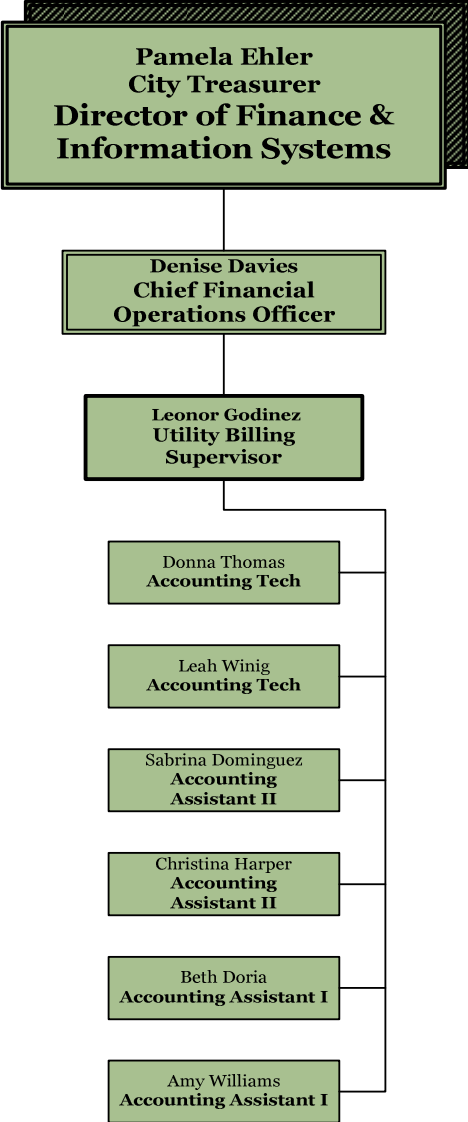 Pamela Ehler
City Treasurer
Director of Finance &
Information Systems
Denise Davies
Chief Financial
Operations Officer
Leonor Godinez
Utility Billing
Supervisor
Donna Thomas
Accounting Tech
Leah Winig
Accounting Tech
Sabrina Dominguez
Accounting
Assistant II
Christina Harper
Accounting
Assistant II
Beth Doria
Accounting Assistant I
Amy Williams
Accounting Assistant I